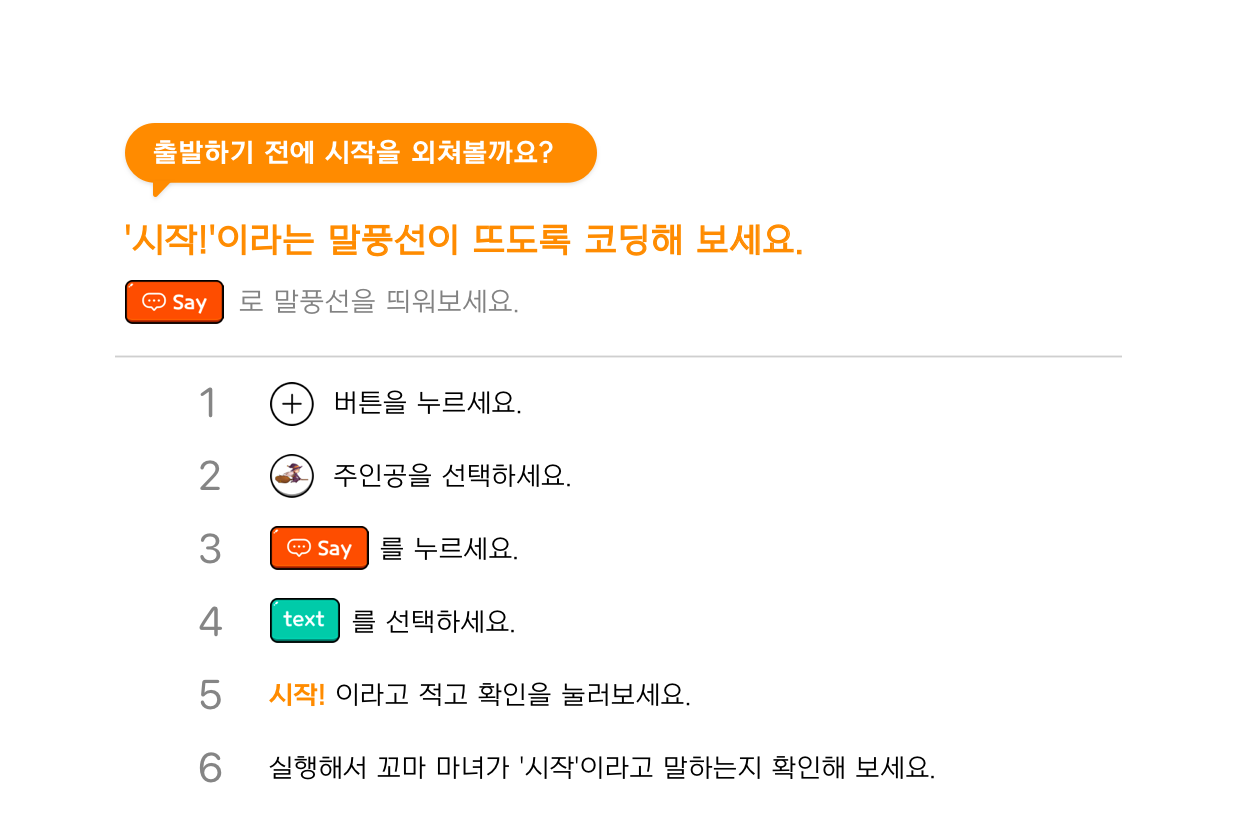 출발하기 전에 시작을 외쳐볼까요?
'시작!'이라는 말풍선이 뜨도록 코딩해 보세요.
Say 로 말풍선을 띄워보세요.
1 버튼을 누르세요.
2 주인공을 선택하세요.
3 Say 를 누르세요.
4 text 를 선택하세요.
5 시작! 이라고 적고 확인을 눌러보세요.
6 실행해서 꼬마 마녀가 '시작'이라고 말하는지 확인해 보세요.